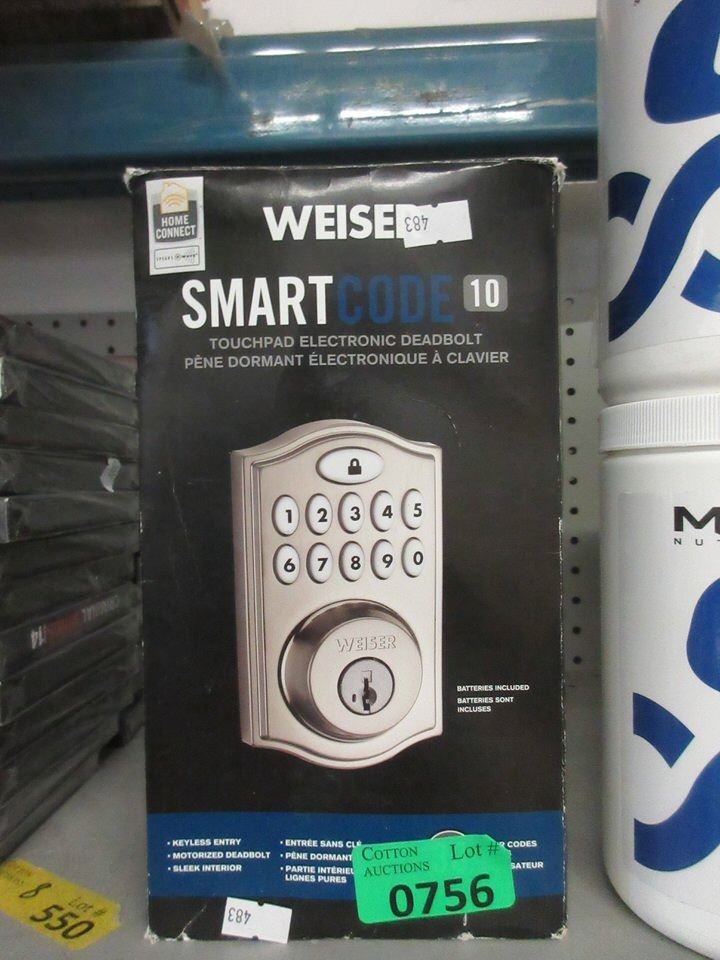 HOME
CONNECT
WEISE
483
SMARTCODE 10
TOUCHPAD ELECTRONIC DEADBOLT
PÊNE DORMANT ÉLECTRONIQUE À CLAVIER
1 2 3 4 5
6 7 8 9 0
WEISER
BATTERIES INCLUDED
BATTERIES SONT
INCLUSES
• KEYLESS ENTRY
• MOTORIZED DEADBOLT
• SLEEK INTERIOR
• ENTRÉE SANS CLÉ
• PÊNE DORMANT
• PARTIE
LIGNES PURES
CODES
COTTON
AUCTIONS
Lot #
0756
483
Lot #
8
550
14
M